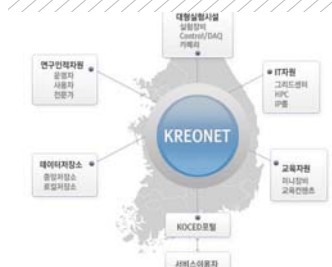 대형실험시설
실험장비
Control/DAQ
카메라
연구인적자원
운영자
사용자
전문가
IT자원
그리드센터
HPC
IP망
KREONET
데이터저장소
중앙저장소
로컬저장소
교육자원
미니장비
교육컨텐츠
KOCED포털
서비스이용자